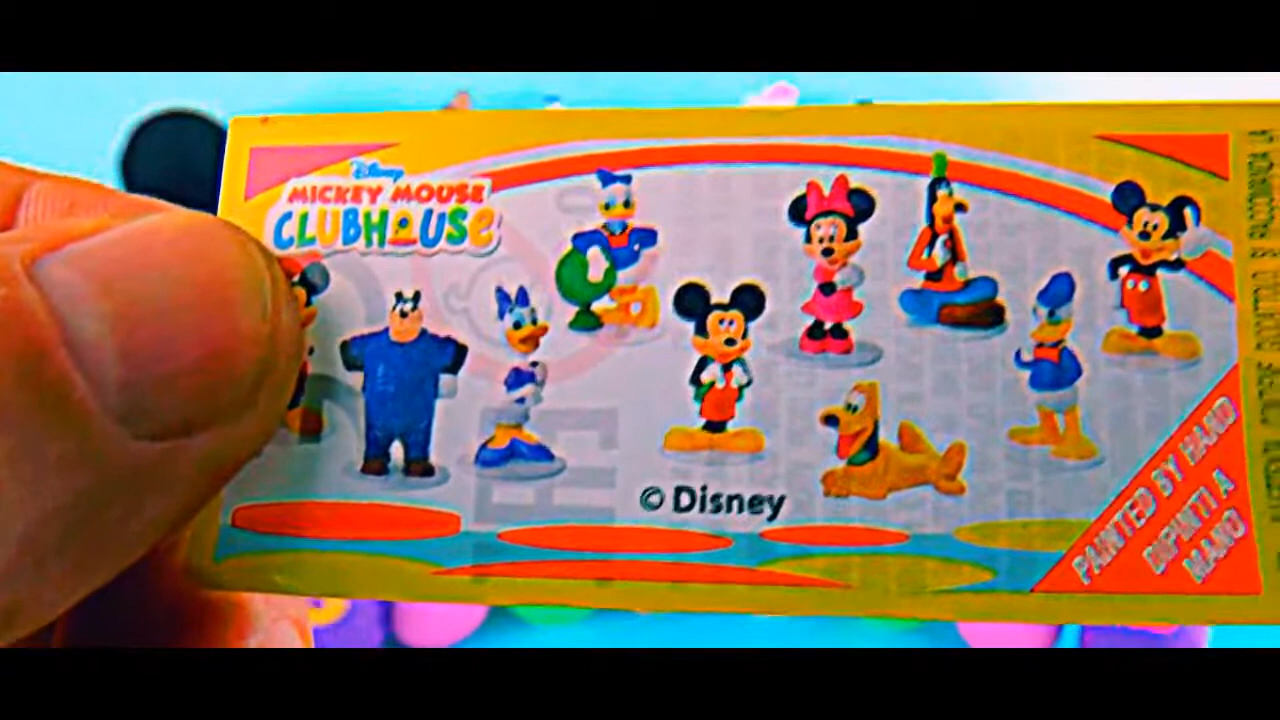 Disney
MICKEY MOUSE
CLUBHOUSE
© Disney
PAINTED BY HAND
DIPINTI A
MANO